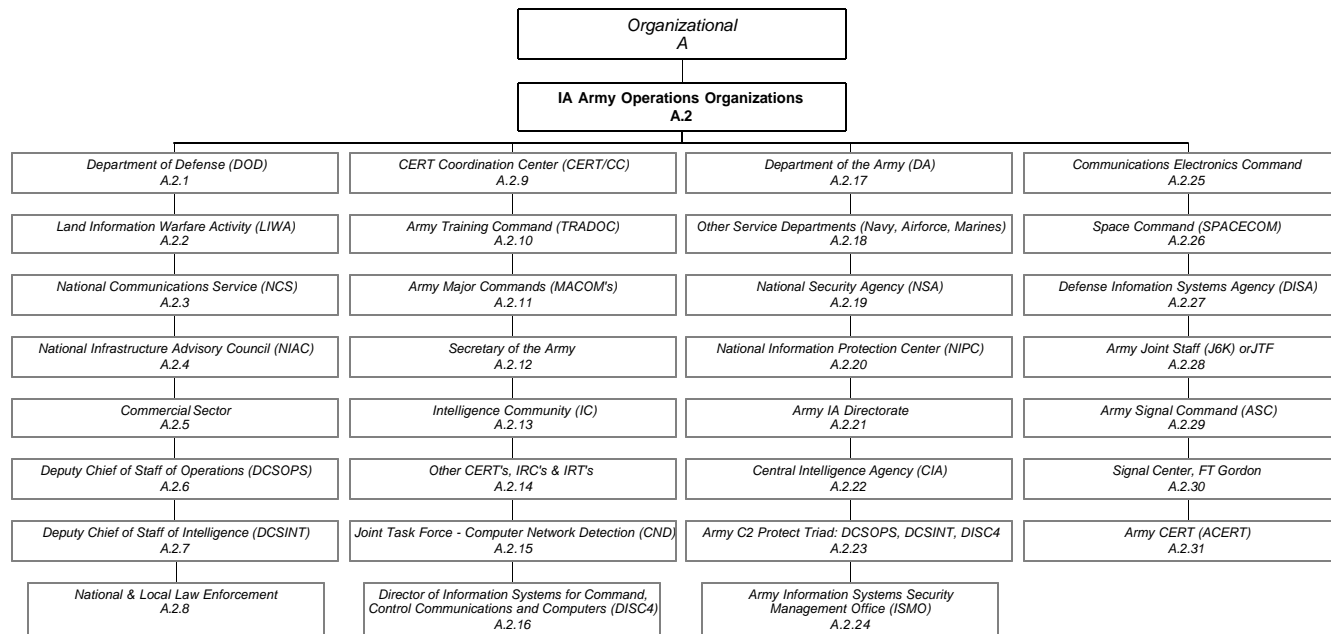 Organizational
A
IA Army Operations Organizations
A.2
Department of Defense (DOD)
A.2.1
Land Information Warfare Activity (LIWA)
A.2.2
National Communications Service (NCS)
A.2.3
National Infrastructure Advisory Council (NIAC)
A.2.4
Commercial Sector
A.2.5
Deputy Chief of Staff of Operations (DCSOPS)
A.2.6
Deputy Chief of Staff of Intelligence (DCSINT)
A.2.7
National & Local Law Enforcement
A.2.8
CERT Coordination Center (CERT/CC)
A.2.9
Army Training Command (TRADOC)
A.2.10
Army Major Commands (MACOM's)
A.2.11
Secretary of the Army
A.2.12
Intelligence Community (IC)
A.2.13
Other CERT's, IRC's & IRT's
A.2.14
Joint Task Force - Computer Network Detection (CND)
A.2.15
Director of Information Systems for Command,
Control Communications and Computers (DISC4)
A.2.16
Department of the Army (DA)
A.2.17
Other Service Departments (Navy, Airforce, Marines)
A.2.18
National Security Agency (NSA)
A.2.19
National Information Protection Center (NIPC)
A.2.20
Army IA Directorate
A.2.21
Central Intelligence Agency (CIA)
A.2.22
Army C2 Protect Triad: DCSOPS, DCSINT, DISC4
A.2.23
Army Information Systems Security
Management Office (ISMO)
A.2.24
Communications Electronics Command
A.2.25
Space Command (SPACECOM)
A.2.26
Defense Infomation Systems Agency (DISA)
A.2.27
Army Joint Staff (J6K) orJTF
A.2.28
Army Signal Command (ASC)
A.2.29
Signal Center, FT Gordon
A.2.30
Army CERT (ACERT)
A.2.31